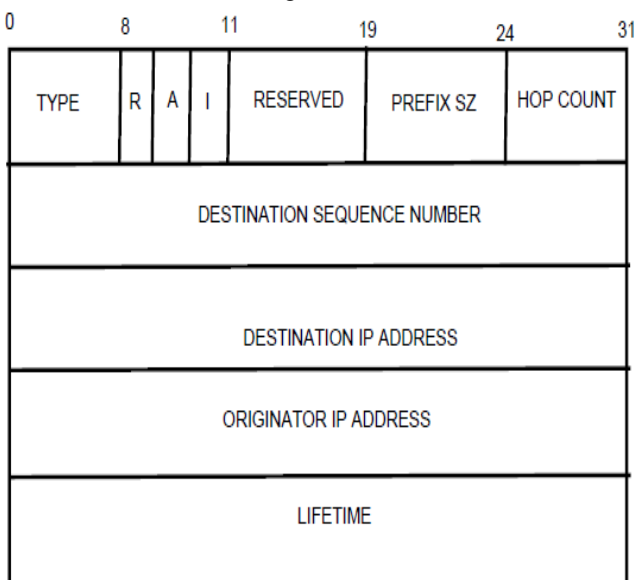 0 8 11 19 24 31
TYPE R A I RESERVED PREFIX SZ HOP COUNT
DESTINATION SEQUENCE NUMBER
DESTINATION IP ADDRESS
ORIGINATOR IP ADDRESS
LIFETIME